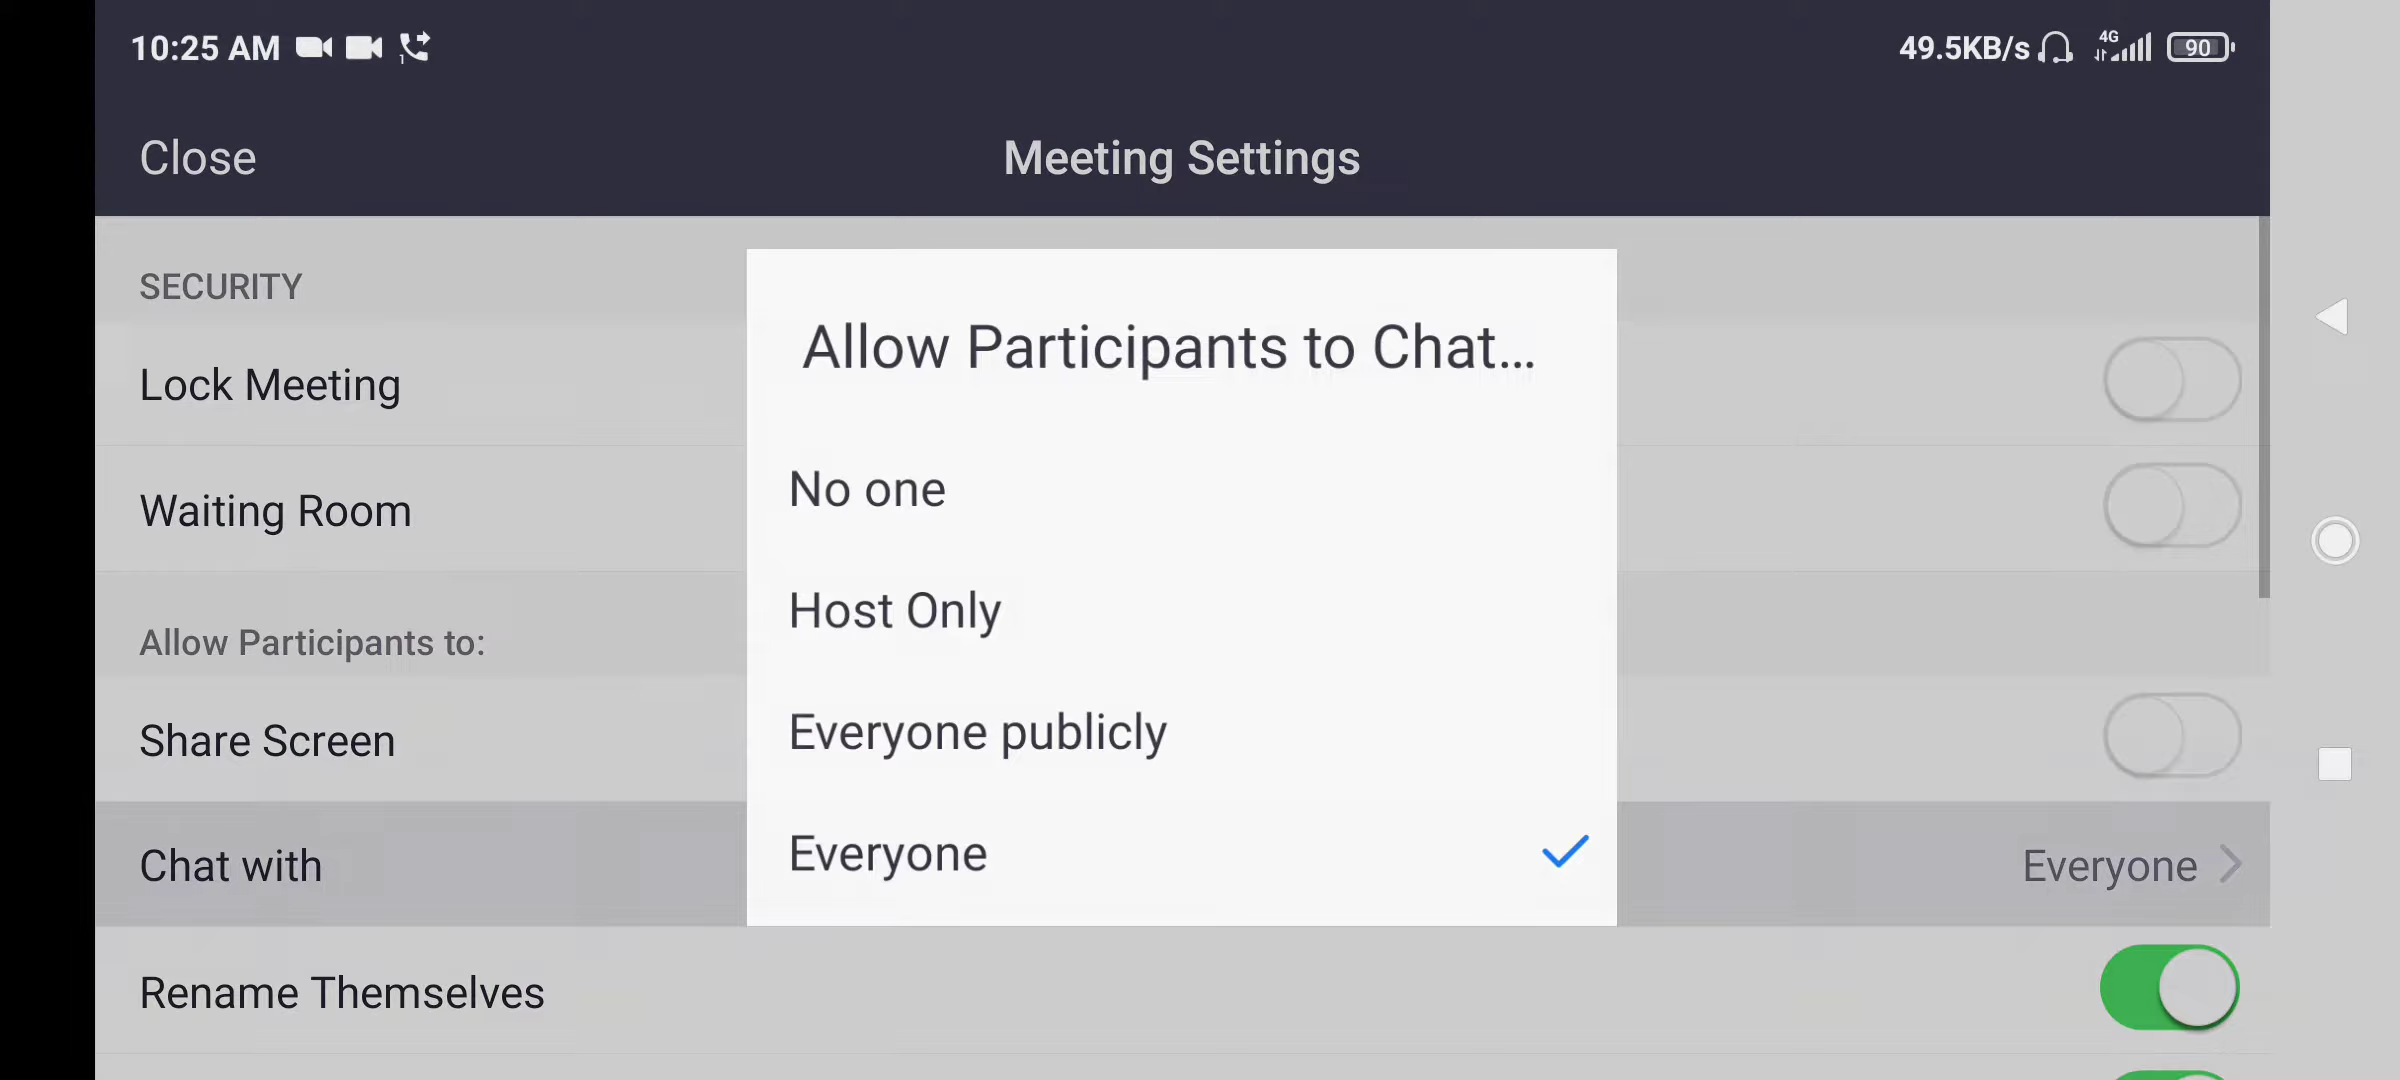 10:25 AM 1 49.5KB/s 4G 90
Close Meeting Settings
SECURITY
Allow Participants to Chat...
Lock Meeting
No one
Waiting Room
Host Only
Allow Participants to:
Everyone publicly
Share Screen
Everyone
Chat with Everyone
Rename Themselves